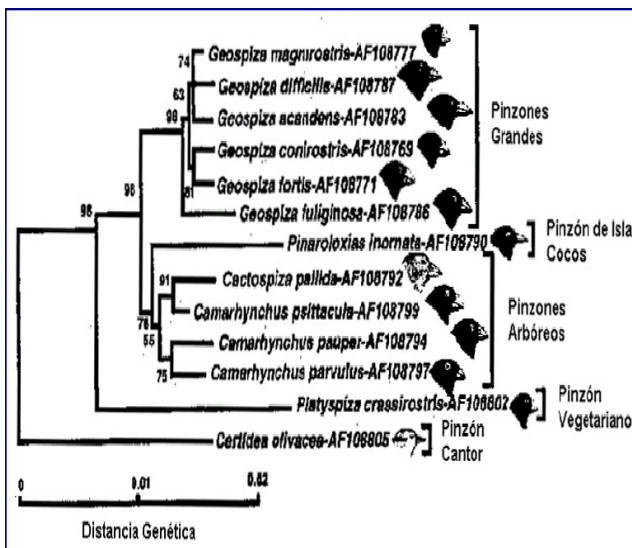 Geospiza magnirostris-AF108777
74
Geospiza difficilis-AF108787
63
Geospiza scandens-AF108783
99
Geospiza conirostris-AF108769
Geospiza fortis-AF108771
81
Geospiza fuliginosa-AF108786
Pinzones
Grandes
98
98
Pinaroloxias inornata-AF108790
Pinzón de Isla
Cocos
Cactospiza pallida-AF108792
91
Camarhynchus psittacula-AF108799
78
55
Camarhynchus pauper-AF108794
75
Camarhynchus parvulus-AF108797
Pinzones
Arbóreos
Platyspiza crassirostris-AF108802
Pinzón
Vegetariano
Certidea olivacea-AF108805
Pinzón
Cantor
0
0.01
0.02
Distancia Genética